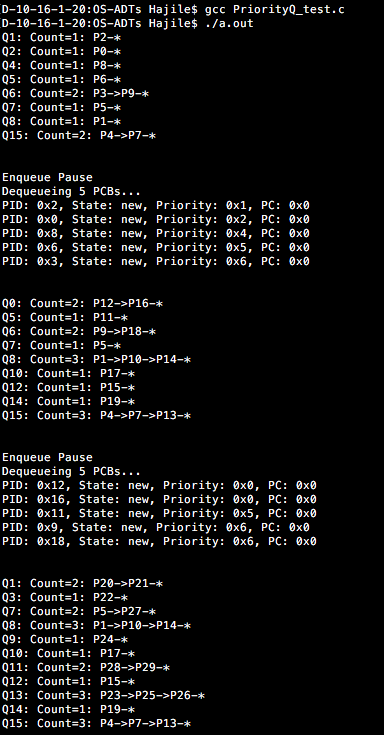 D-10-16-1-20:OS-ADTs Hajile$ gcc PriorityQ_test.c
D-10-16-1-20:OS-ADTs Hajile$ ./a.out
Q1: Count=1: P2-*
Q2: Count=1: P0-*
Q4: Count=1: P8-*
Q5: Count=1: P6-*
Q6: Count=2: P3->P9-*
Q7: Count=1: P5-*
Q8: Count=1: P1-*
Q15: Count=2: P4->P7-*
Enqueue Pause
Dequeueing 5 PCBs...
PID: 0x2, State: new, Priority: 0x1, PC: 0x0
PID: 0x0, State: new, Priority: 0x2, PC: 0x0
PID: 0x8, State: new, Priority: 0x4, PC: 0x0
PID: 0x6, State: new, Priority: 0x5, PC: 0x0
PID: 0x3, State: new, Priority: 0x6, PC: 0x0
Q0: Count=2: P12->P16-*
Q5: Count=1: P11-*
Q6: Count=2: P9->P18-*
Q7: Count=1: P5-*
Q8: Count=3: P1->P10->P14-*
Q10: Count=1: P17-*
Q12: Count=1: P15-*
Q14: Count=1: P19-*
Q15: Count=3: P4->P7->P13-*
Enqueue Pause
Dequeueing 5 PCBs...
PID: 0x12, State: new, Priority: 0x0, PC: 0x0
PID: 0x16, State: new, Priority: 0x0, PC: 0x0
PID: 0x11, State: new, Priority: 0x5, PC: 0x0
PID: 0x9, State: new, Priority: 0x6, PC: 0x0
PID: 0x18, State: new, Priority: 0x6, PC: 0x0
Q1: Count=2: P20->P21-*
Q3: Count=1: P22-*
Q7: Count=2: P5->P27-*
Q8: Count=3: P1->P10->P14-*
Q9: Count=1: P24-*
Q10: Count=1: P17-*
Q11: Count=2: P28->P29-*
Q12: Count=1: P15-*
Q13: Count=3: P23->P25->P26-*
Q14: Count=1: P19-*
Q15: Count=3: P4->P7->P13-*